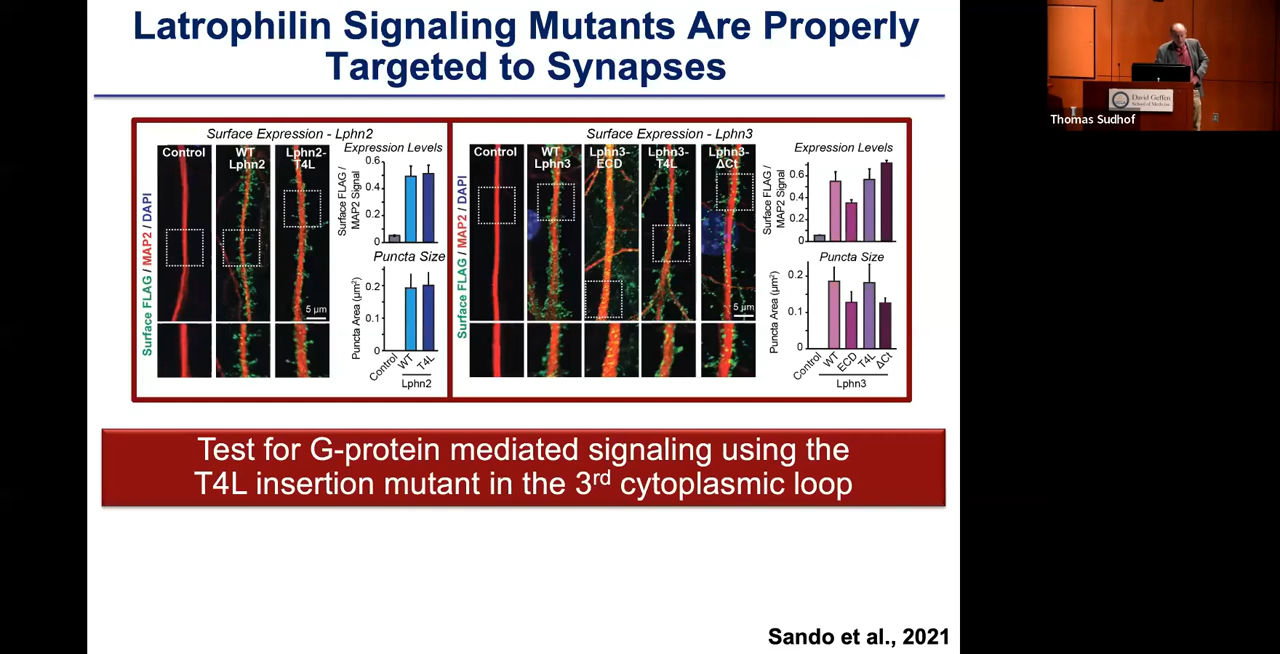 Latrophilin Signaling Mutants Are Properly
Targeted to Synapses
Surface Expression - Lphn2
Surface FLAG / MAP2 / DAPI
Control
WT
Lphn2
Lphn2-
T4L
5 µm
Expression Levels
Surface FLAG /
MAP2 Signal
0.6
0.4
0.2
0
Puncta Size
Puncta Area (µm²)
0.2
0.1
0
Control
WT
T4L
Lphn2
Surface Expression - Lphn3
Surface FLAG / MAP2 / DAPI
Control
WT
Lphn3
Lphn3-
ECD
Lphn3-
T4L
Lphn3-
ΔCt
5 µm
Expression Levels
Surface FLAG /
MAP2 Signal
0.6
0.4
0.2
0
Puncta Size
Puncta Area (µm²)
0.2
0.1
0
Control
WT
ECD
T4L
ΔCt
Lphn3
Test for G-protein mediated signaling using the
T4L insertion mutant in the 3rd cytoplasmic loop
Sando et al., 2021
David Geffen
School of Medicine
Thomas Sudhof